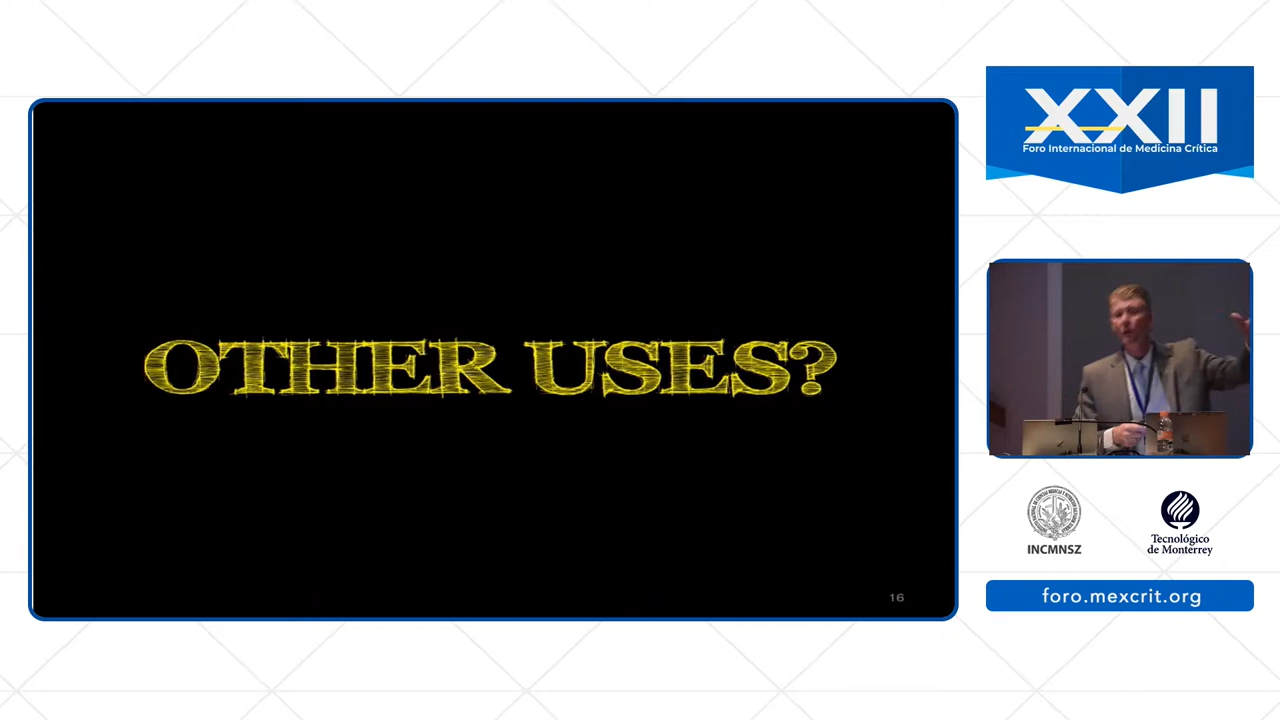 OTHER USES?
16
XXII
Foro Internacional de Medicina Crítica
INCMNSZ
Tecnológico
de Monterrey
foro.mexcrit.org